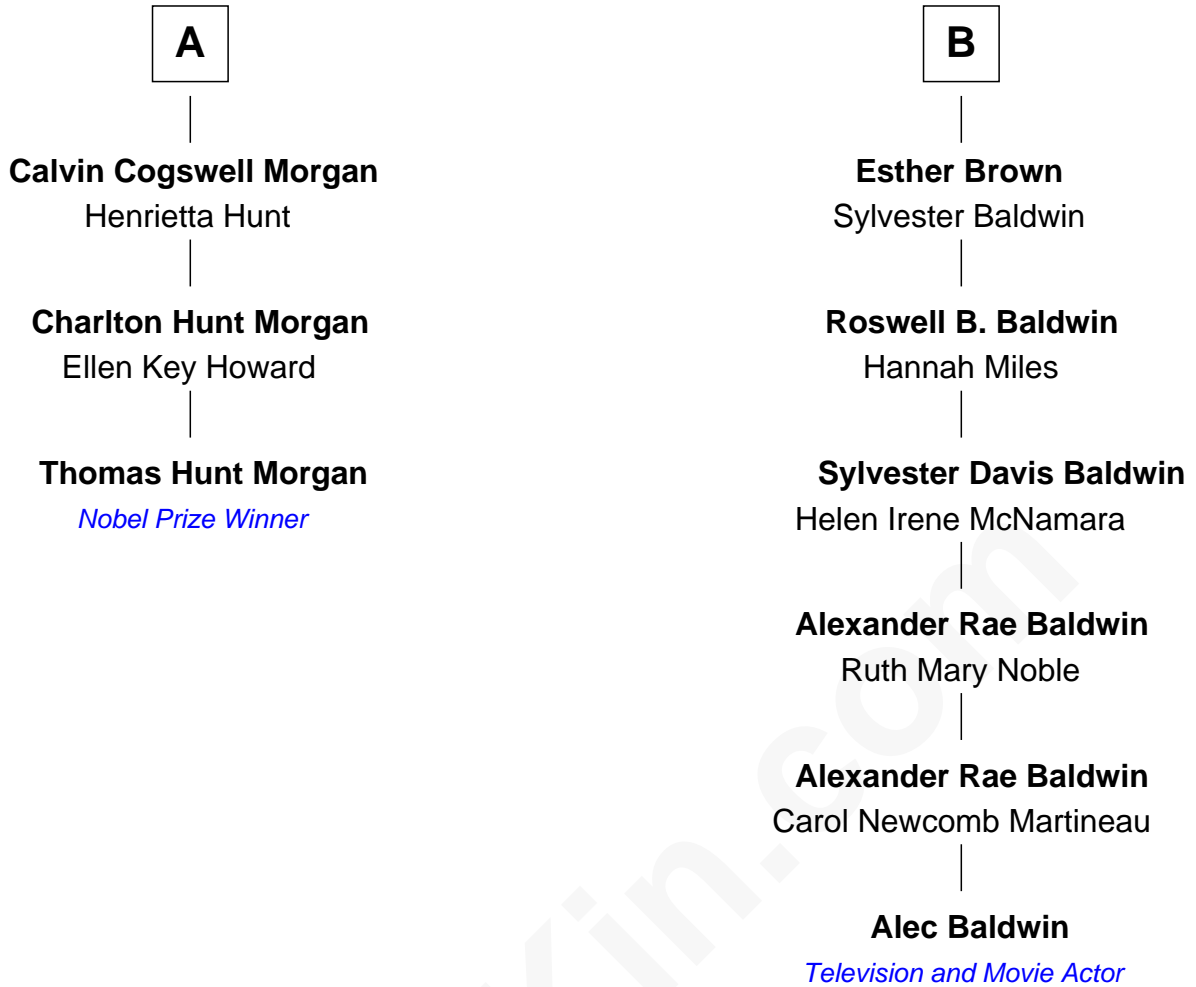 A
Calvin Cogswell Morgan
Henrietta Hunt
Charlton Hunt Morgan
Ellen Key Howard
Thomas Hunt Morgan
Nobel Prize Winner
B
Esther Brown
Sylvester Baldwin
Roswell B. Baldwin
Hannah Miles
Sylvester Davis Baldwin
Helen Irene McNamara
Alexander Rae Baldwin
Ruth Mary Noble
Alexander Rae Baldwin
Carol Newcomb Martineau
Alec Baldwin
Television and Movie Actor